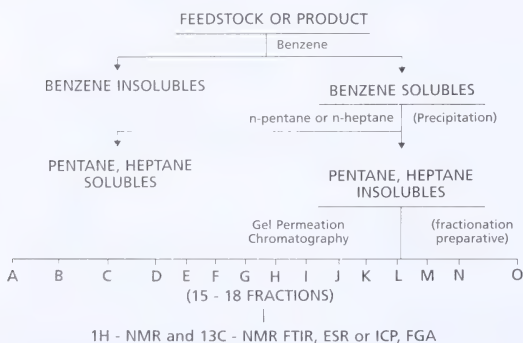 FEEDSTOCK OR PRODUCT
Benzene
BENZENE INSOLUBLES
BENZENE SOLUBLES
n-pentane or n-heptane (Precipitation)
PENTANE, HEPTANE
SOLUBLES
PENTANE, HEPTANE
INSOLUBLES
Gel Permeation
Chromatography
(fractionation
preparative)
A B C D E F G H I J K L M N O
(15 - 18 FRACTIONS)
1H - NMR and 13C - NMR FTIR, ESR or ICP, FGA